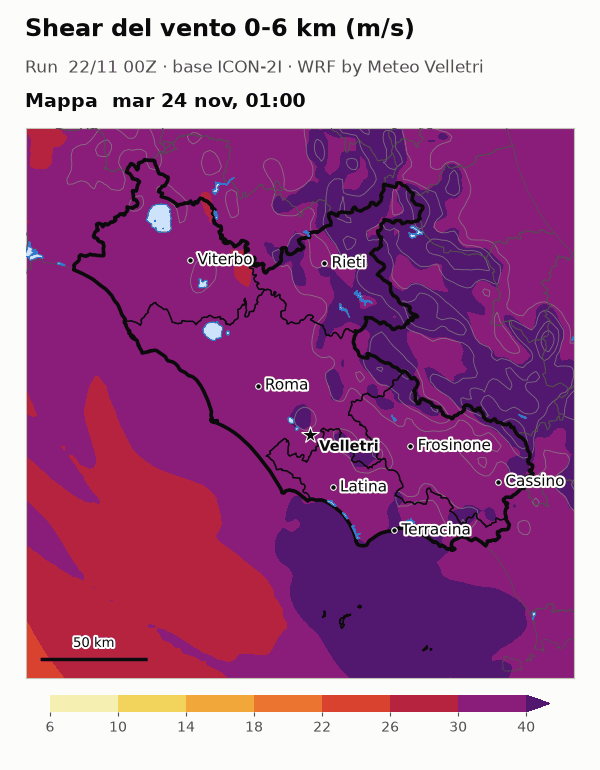 Shear del vento 0-6 km (m/s)
Run 22/11 00Z · base ICON-2I · WRF by Meteo Velletri
Mappa mar 24 nov, 01:00
Viterbo
Rieti
Roma
Velletri
Frosinone
Cassino
Latina
Terracina
50 km
6 10 14 18 22 26 30 40